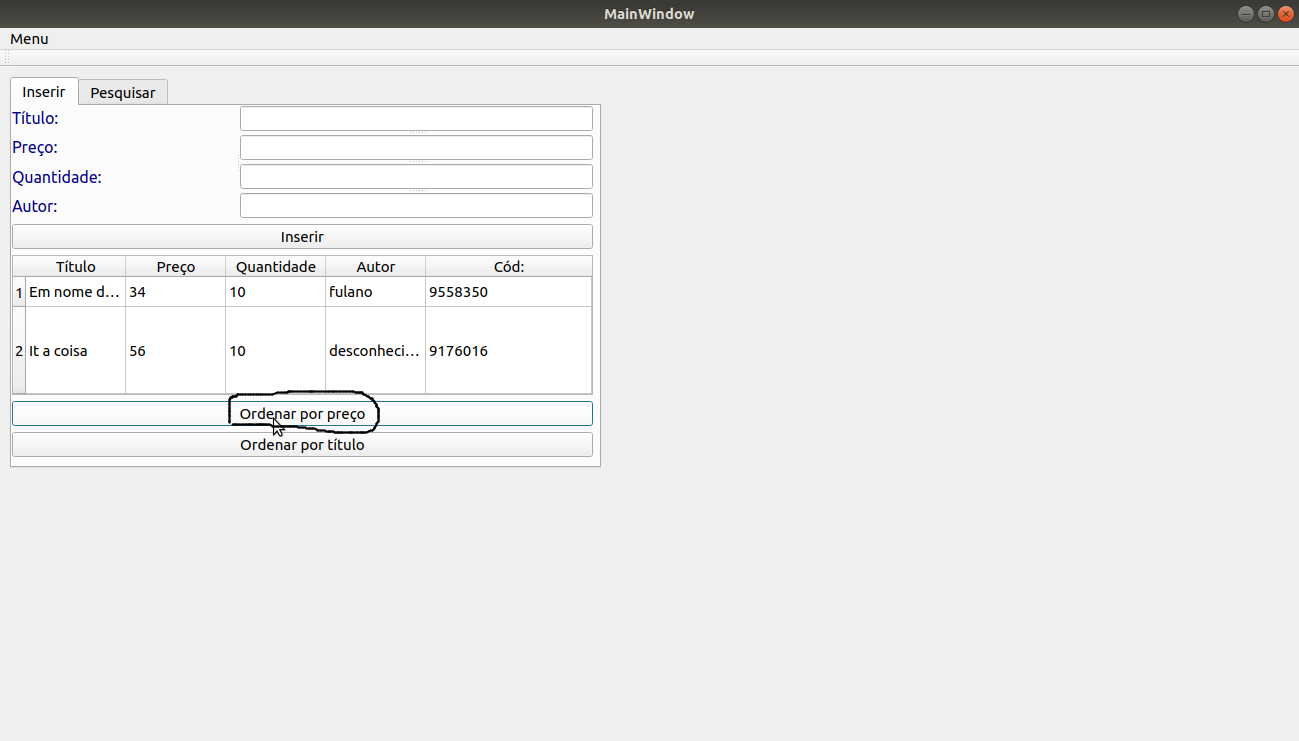 MainWindow
Menu
Inserir Pesquisar
Título:
Preço:
Quantidade:
Autor:
Inserir
Título Preço Quantidade Autor Cód:
1 Em nome d... 34 10 fulano 9558350
2 It a coisa 56 10 desconheci... 9176016
Ordenar por preço
Ordenar por título